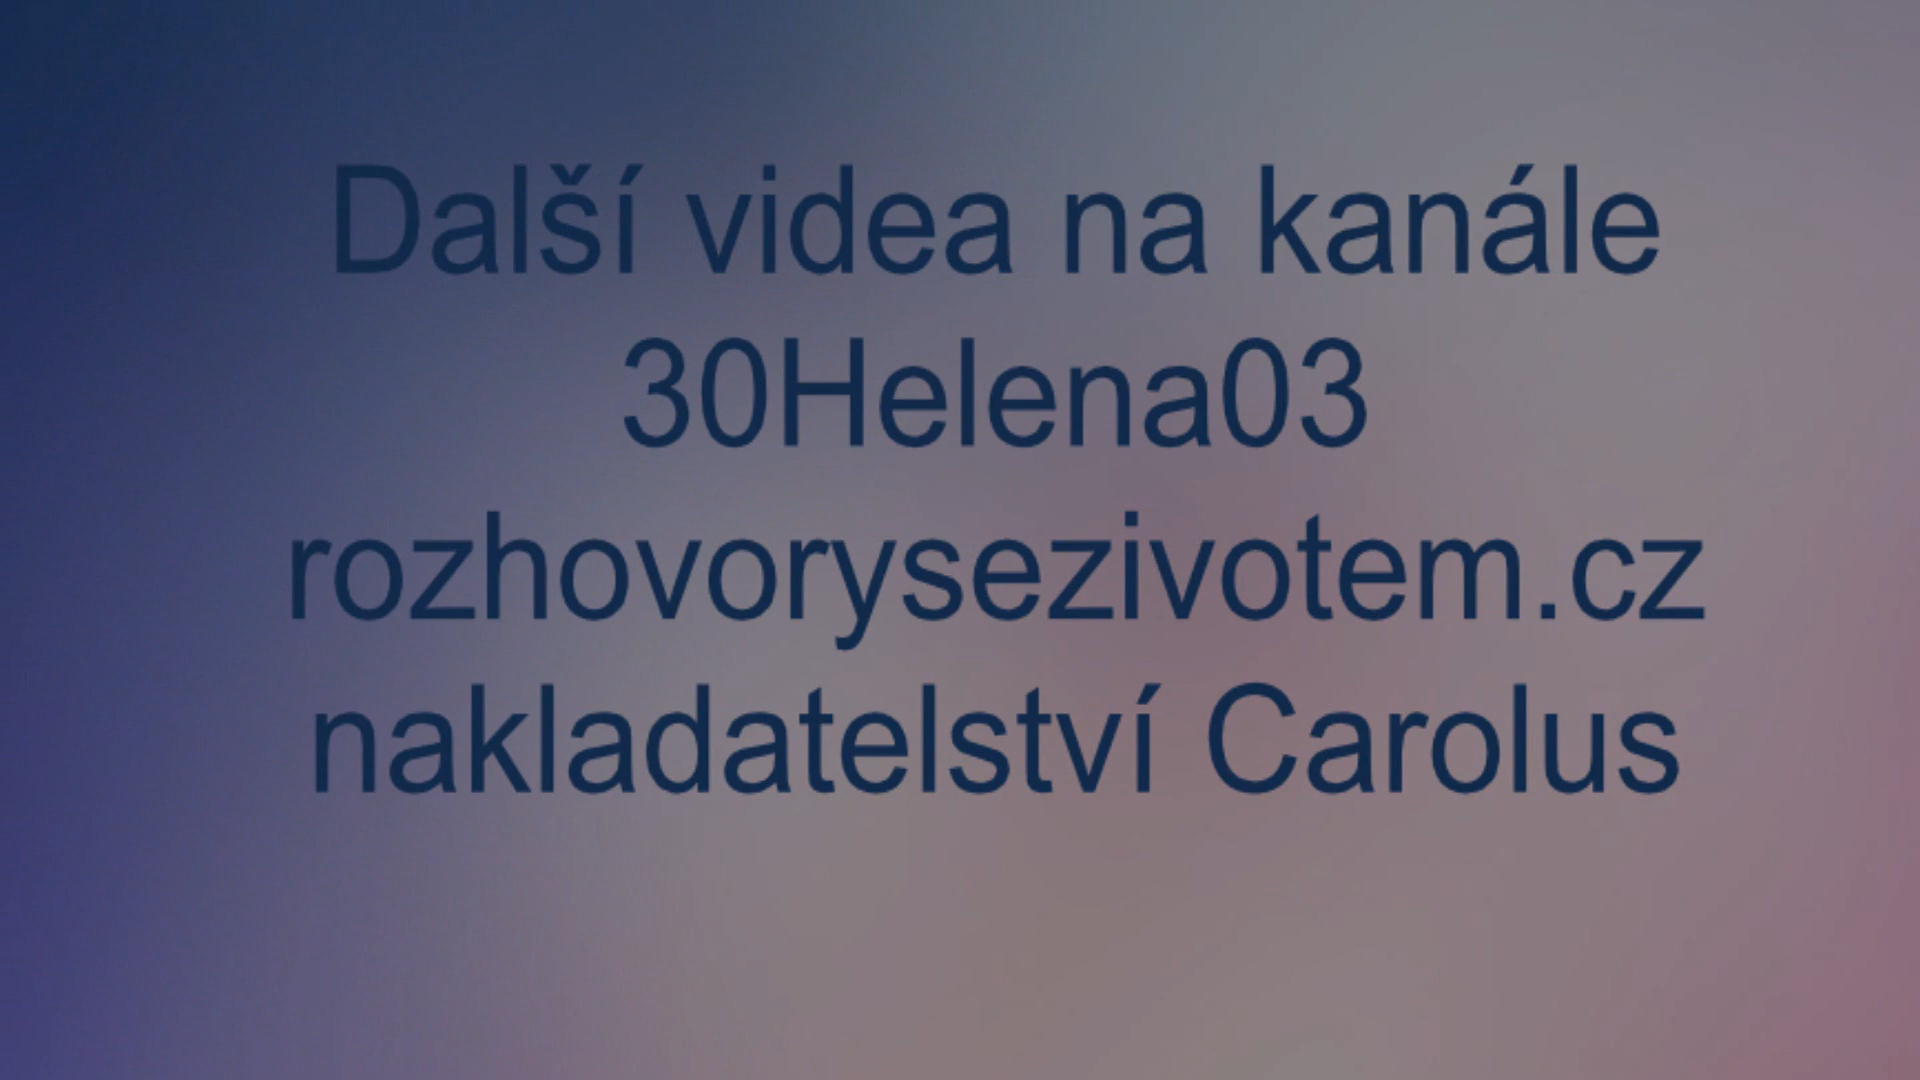 Další videa na kanále
30Helena03
rozhovorysezivotem.cz
nakladatelství Carolus